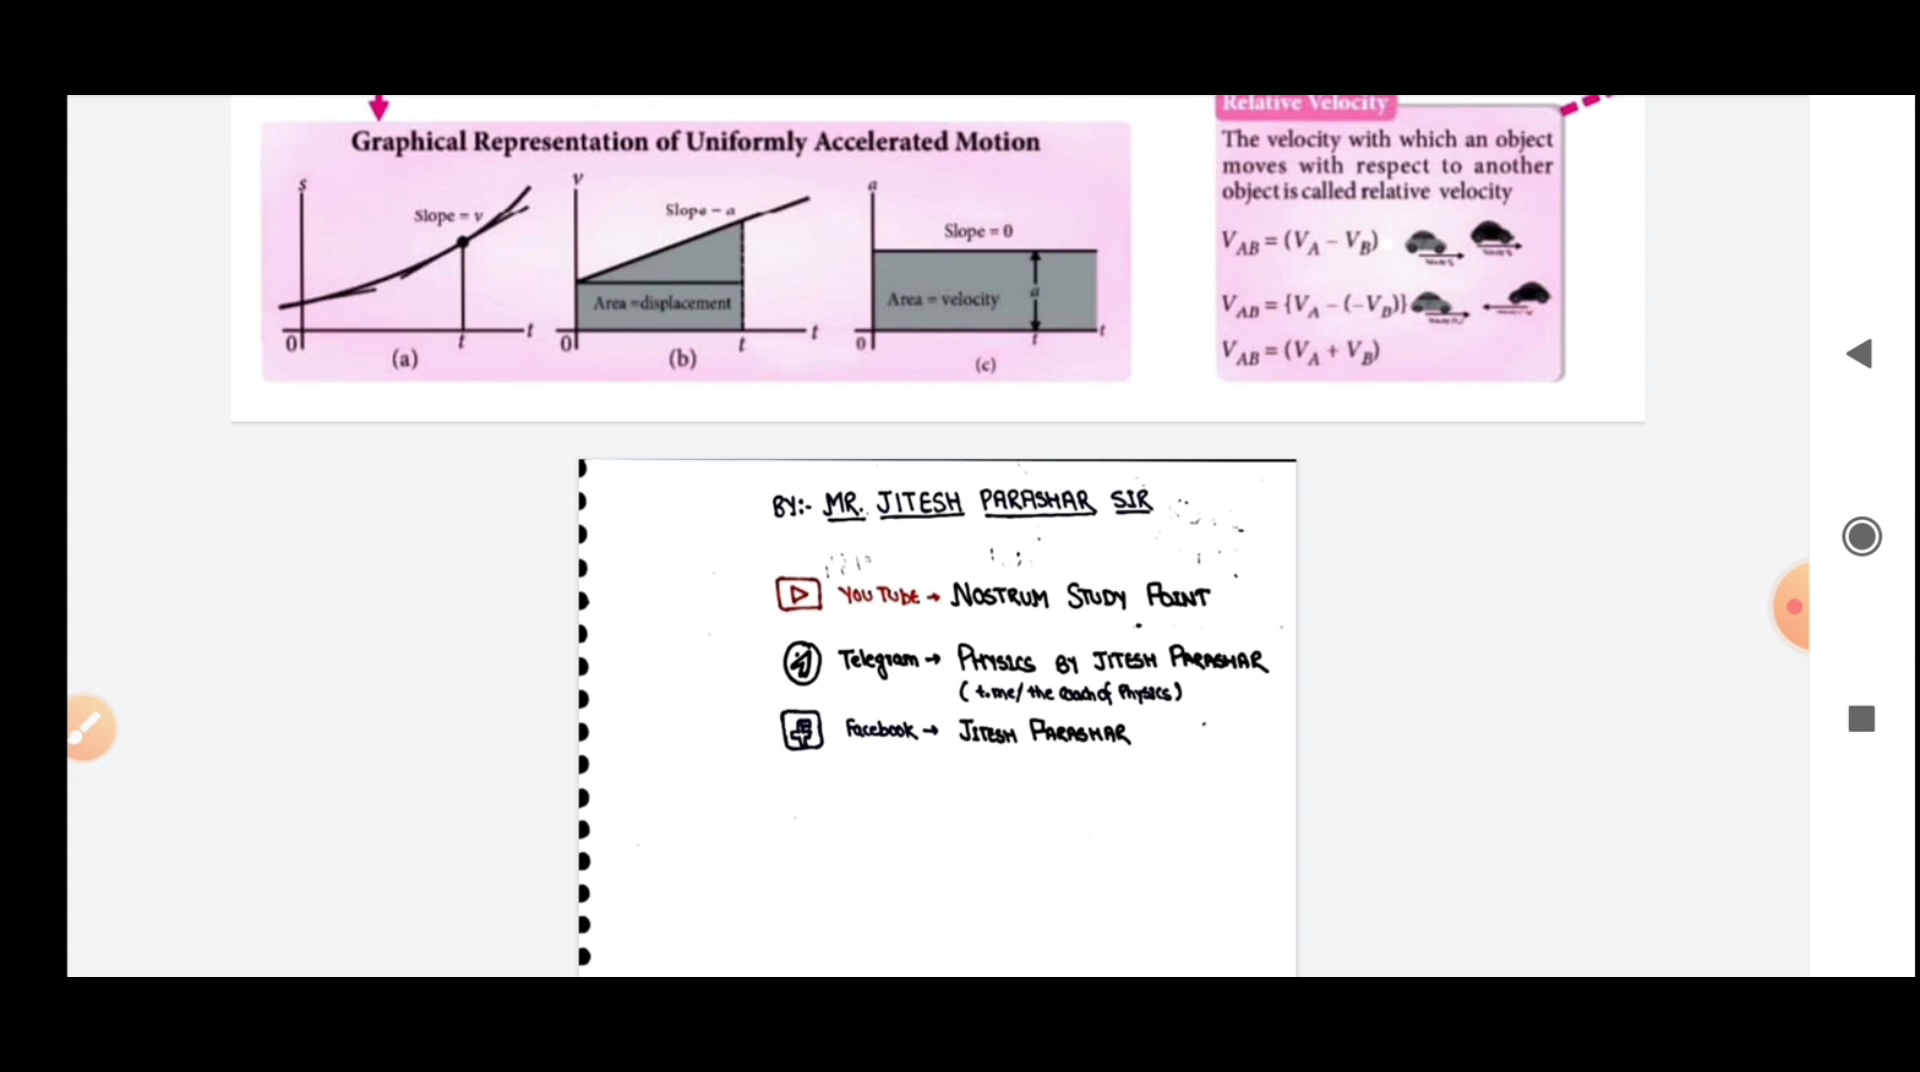 Graphical Representation of Uniformly Accelerated Motion
s
Slope = v
0
t
t
(a)
v
Slope = a
Area =displacement
0
t
t
(b)
a
Slope = 0
Area = velocity
a
0
t
t
(c)
Relative Velocity
The velocity with which an object
moves with respect to another
object is called relative velocity
V_AB = (V_A − V_B)
V_AB = {V_A − (−V_B)}
V_AB = (V_A + V_B)
BY:- MR. JITESH PARASHAR SIR
YOUTUBE → NOSTRUM STUDY POINT
Telegram → PHYSICS BY JITESH PARASHAR
(t.me/the coach of Physics)
Facebook → JITESH PARASHAR